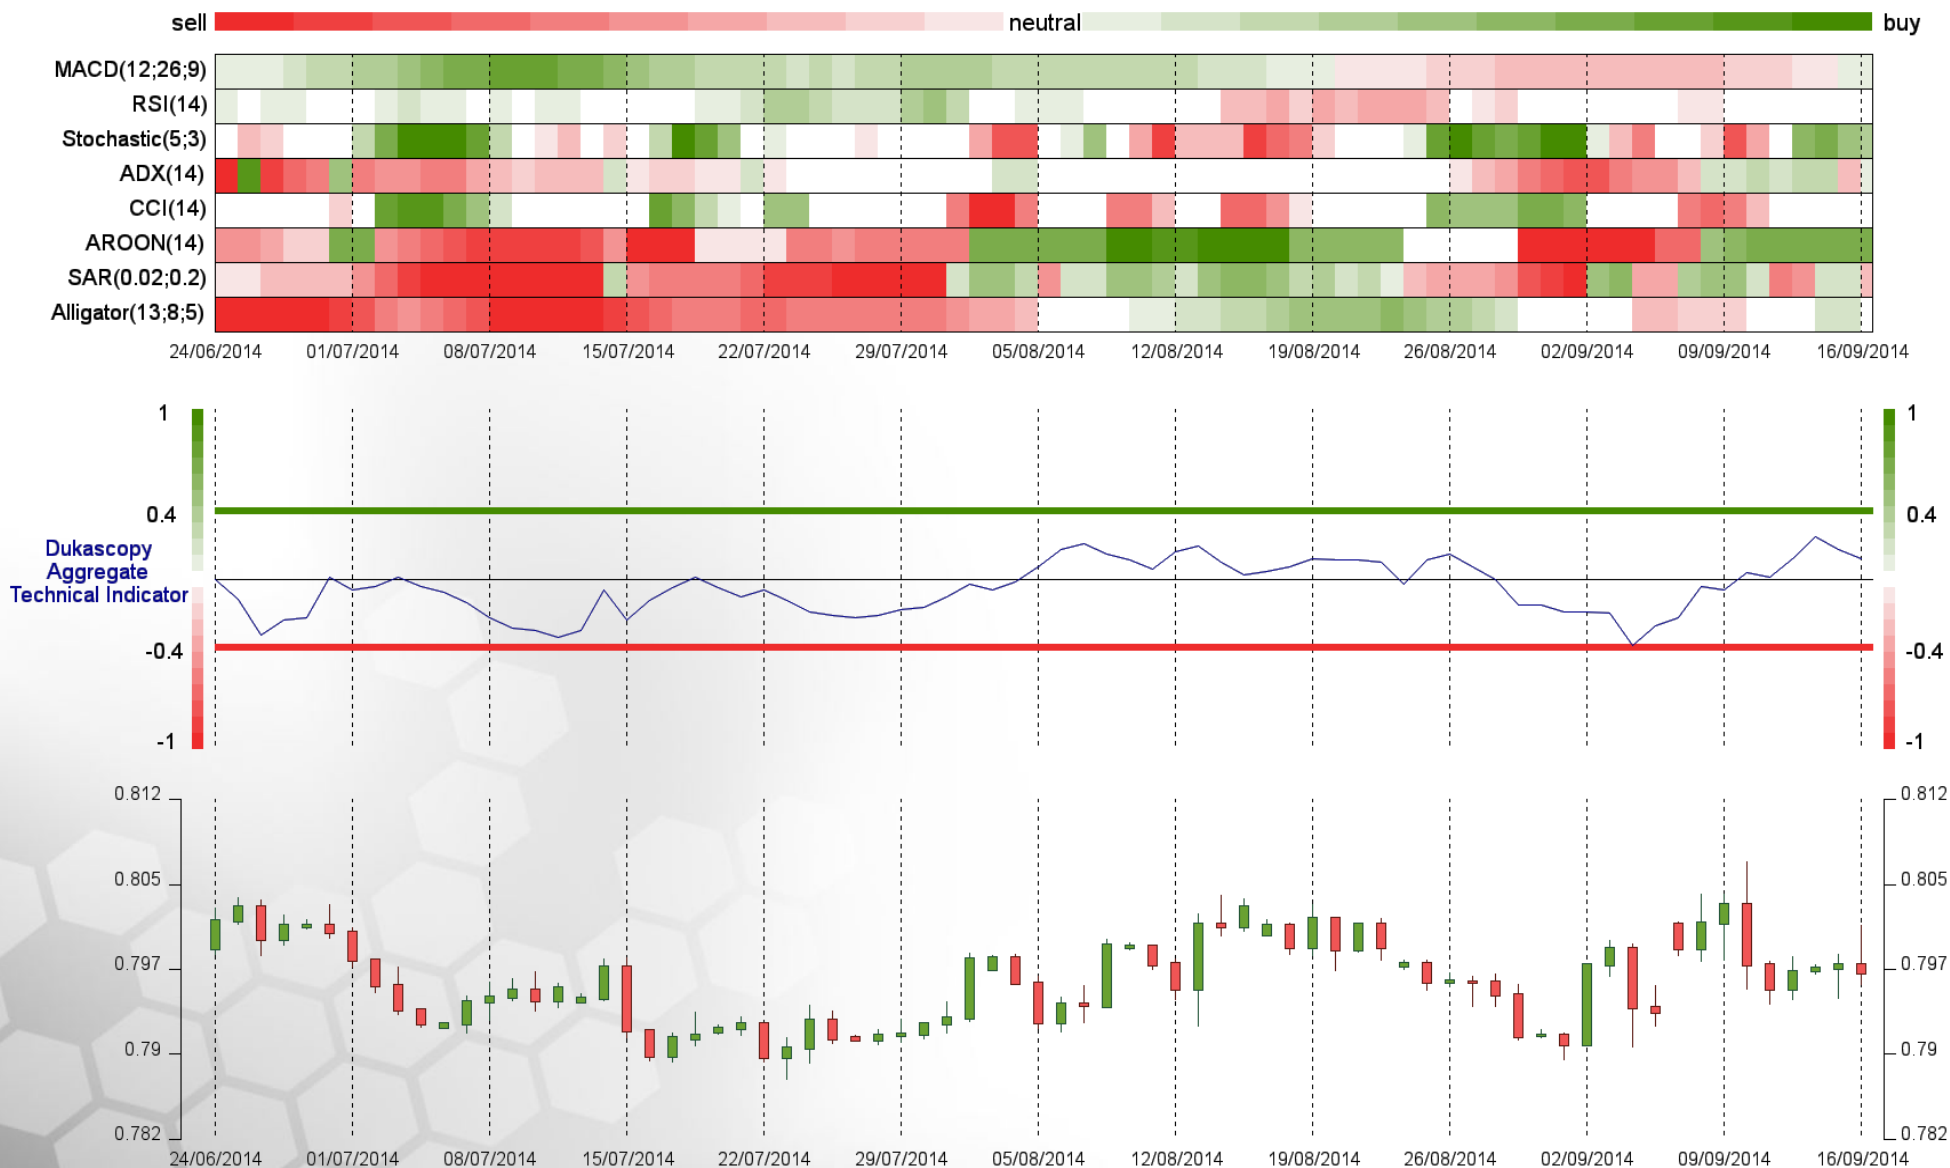 sell neutral buy
MACD(12;26;9)
RSI(14)
Stochastic(5;3)
ADX(14)
CCI(14)
AROON(14)
SAR(0.02;0.2)
Alligator(13;8;5)
24/06/2014 01/07/2014 08/07/2014 15/07/2014 22/07/2014 29/07/2014 05/08/2014 12/08/2014 19/08/2014 26/08/2014 02/09/2014 09/09/2014 16/09/2014
1 1
0.4 0.4
Dukascopy
Aggregate
Technical Indicator
-0.4 -0.4
-1 -1
0.812 0.812
0.805 0.805
0.797 0.797
0.79 0.79
0.782 0.782
24/06/2014 01/07/2014 08/07/2014 15/07/2014 22/07/2014 29/07/2014 05/08/2014 12/08/2014 19/08/2014 26/08/2014 02/09/2014 09/09/2014 16/09/2014